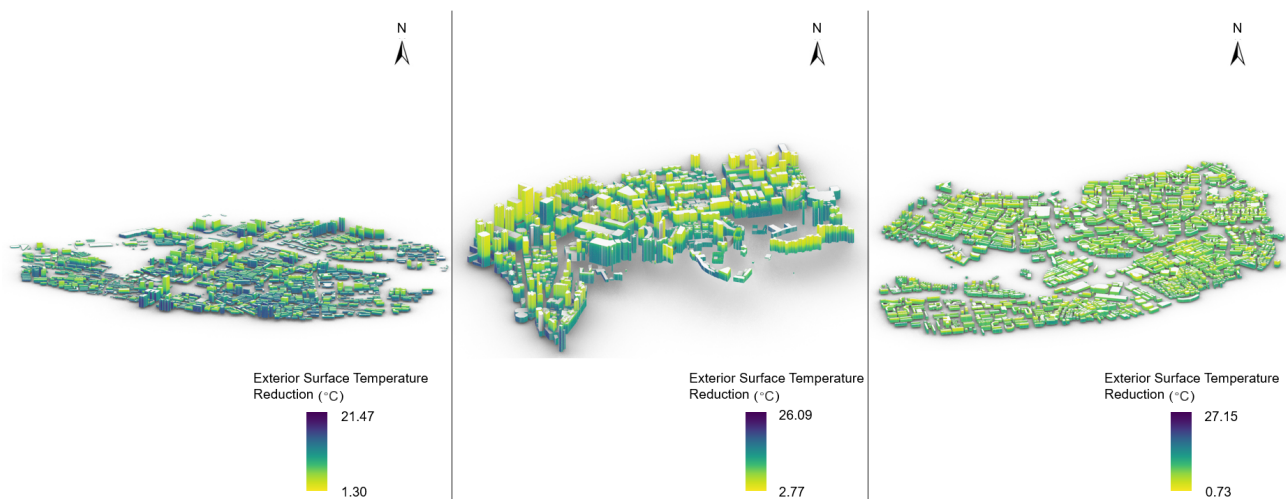 N
Exterior Surface Temperature
Reduction (°C)
21.47
1.30
N
Exterior Surface Temperature
Reduction (°C)
26.09
2.77
N
Exterior Surface Temperature
Reduction (°C)
27.15
0.73